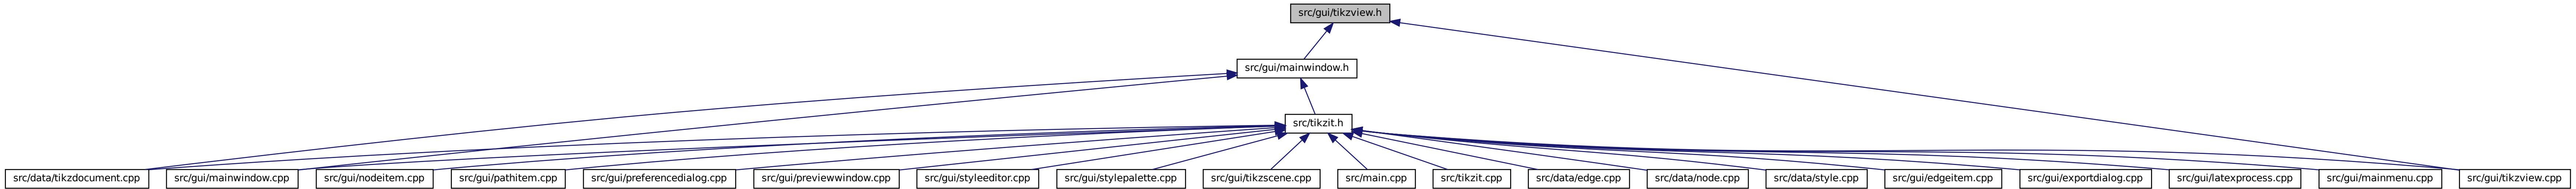 src/gui/tikzview.h
src/gui/mainwindow.h
src/tikzit.h
src/data/tikzdocument.cpp
src/gui/mainwindow.cpp
src/gui/nodeitem.cpp
src/gui/pathitem.cpp
src/gui/preferencedialog.cpp
src/gui/previewwindow.cpp
src/gui/styleeditor.cpp
src/gui/stylepalette.cpp
src/gui/tikzscene.cpp
src/main.cpp
src/tikzit.cpp
src/data/edge.cpp
src/data/node.cpp
src/data/style.cpp
src/gui/edgeitem.cpp
src/gui/exportdialog.cpp
src/gui/latexprocess.cpp
src/gui/mainmenu.cpp
src/gui/tikzview.cpp